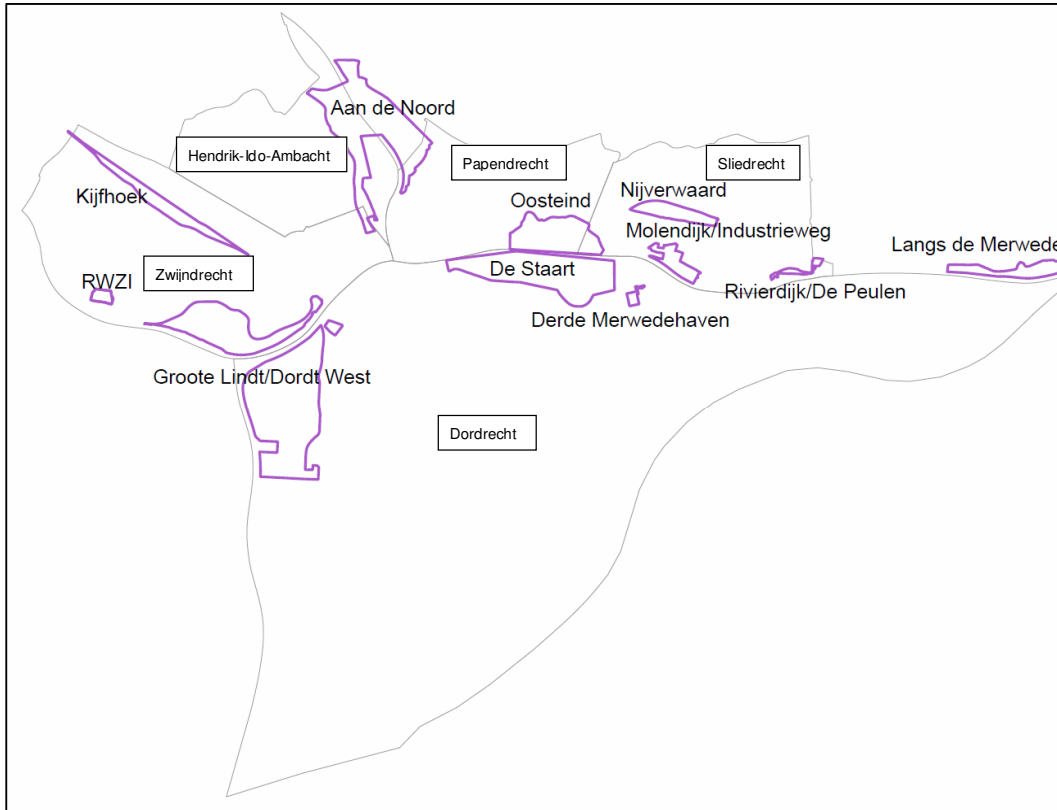 Aan de Noord
Hendrik-Ido-Ambacht
Papendrecht
Sliedrecht
Kijfhoek
Oosteind
Nijverwaard
Molendijk/Industrieweg
Langs de Merwede
Zwijndrecht
RWZI
De Staart
Rivierdijk/De Peulen
Derde Merwedehaven
Groote Lindt/Dordt West
Dordrecht